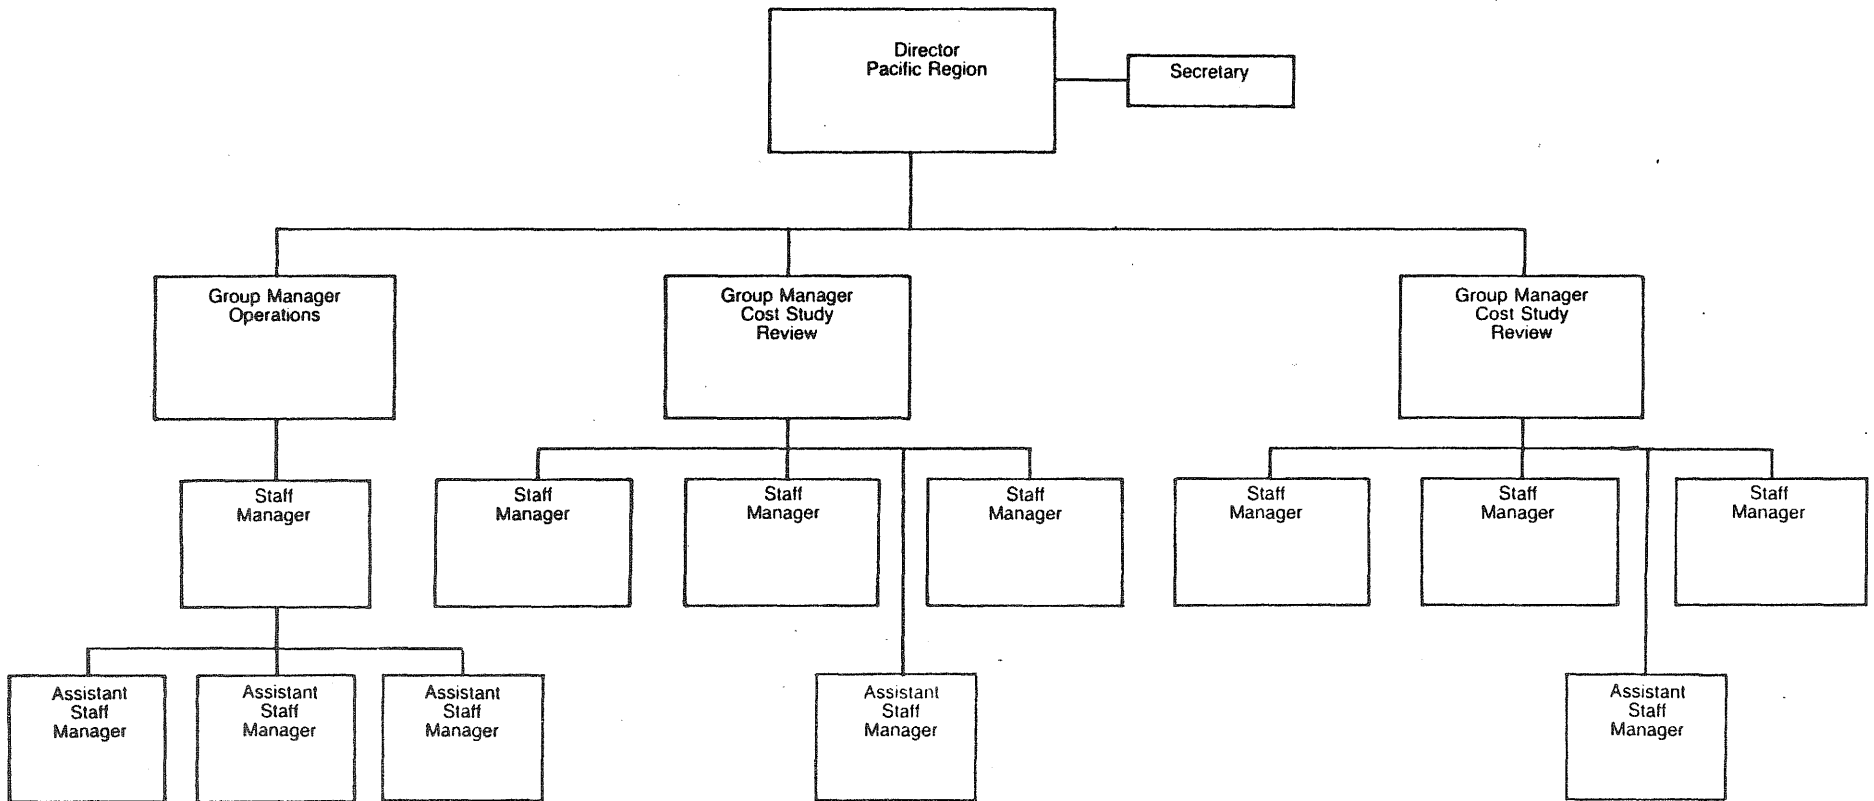 Director
Pacific Region
Secretary
Group Manager
Operations
Group Manager
Cost Study
Review
Group Manager
Cost Study
Review
Staff
Manager
Staff
Manager
Staff
Manager
Staff
Manager
Staff
Manager
Staff
Manager
Staff
Manager
Assistant
Staff
Manager
Assistant
Staff
Manager
Assistant
Staff
Manager
Assistant
Staff
Manager
Assistant
Staff
Manager